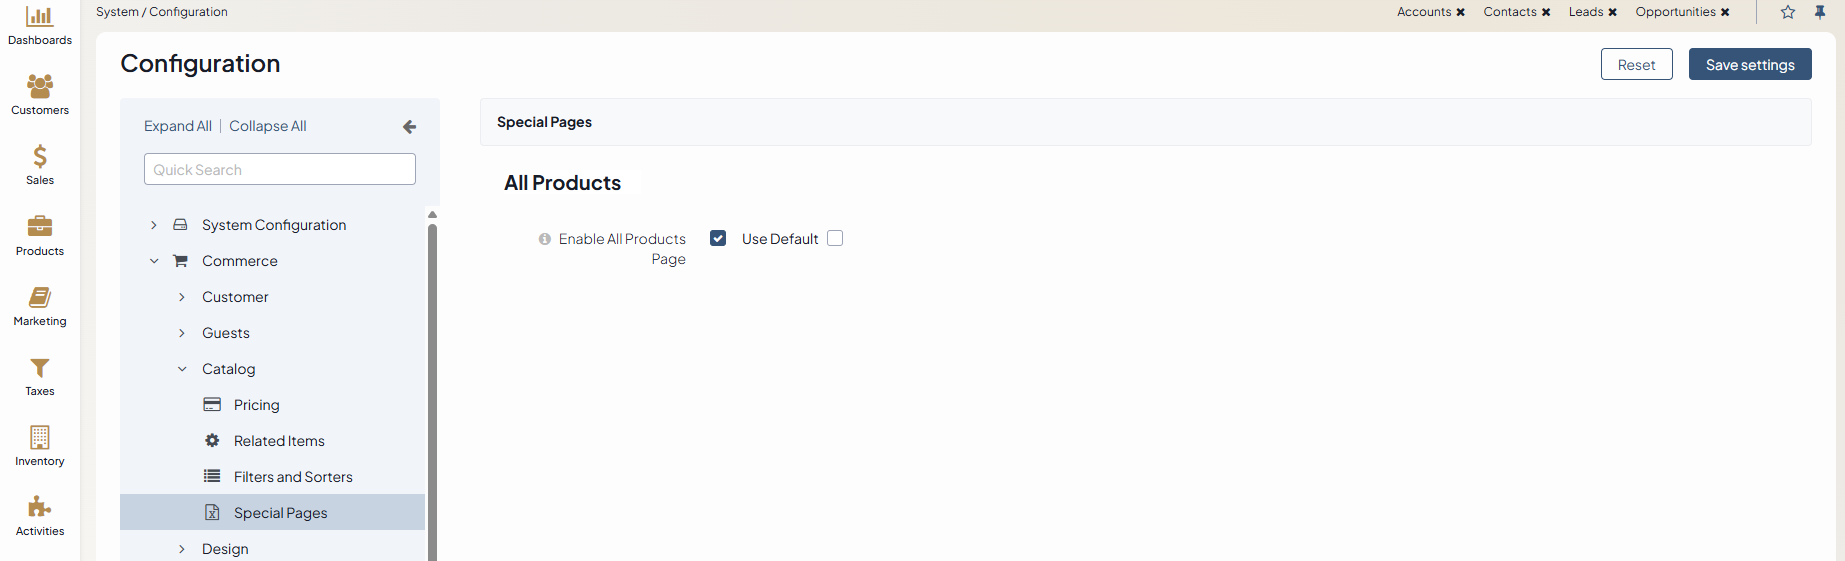 System / Configuration
Accounts ✖ Contacts ✖ Leads ✖ Opportunities ✖
Dashboards
Customers
Sales
Products
Marketing
Taxes
Inventory
Activities
Configuration
Reset
Save settings
Expand All | Collapse All
Quick Search
System Configuration
Commerce
Customer
Guests
Catalog
Pricing
Related Items
Filters and Sorters
Special Pages
Design
Special Pages
All Products
Enable All Products
Page
Use Default